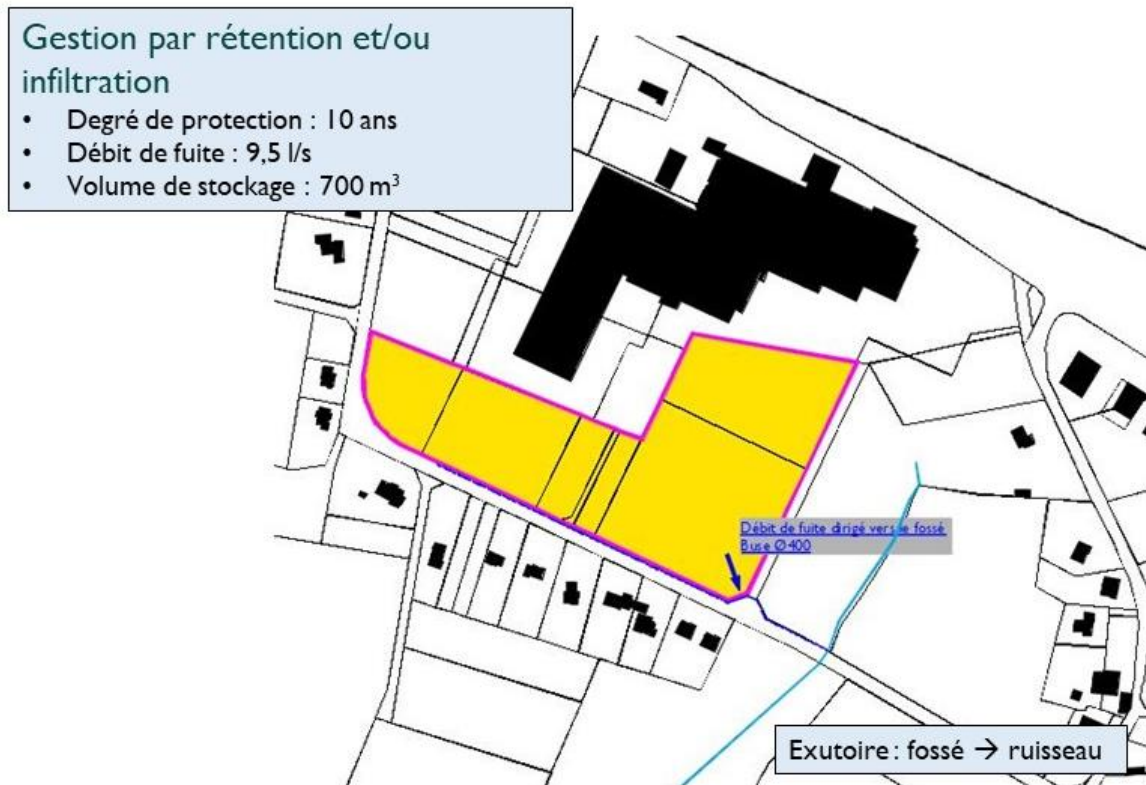 Gestion par rétention et/ou
infiltration
• Degré de protection : 10 ans
• Débit de fuite : 9,5 l/s
• Volume de stockage : 700 m³
Débit de fuite dirigé vers le fossé
Buse Ø400
Exutoire : fossé → ruisseau